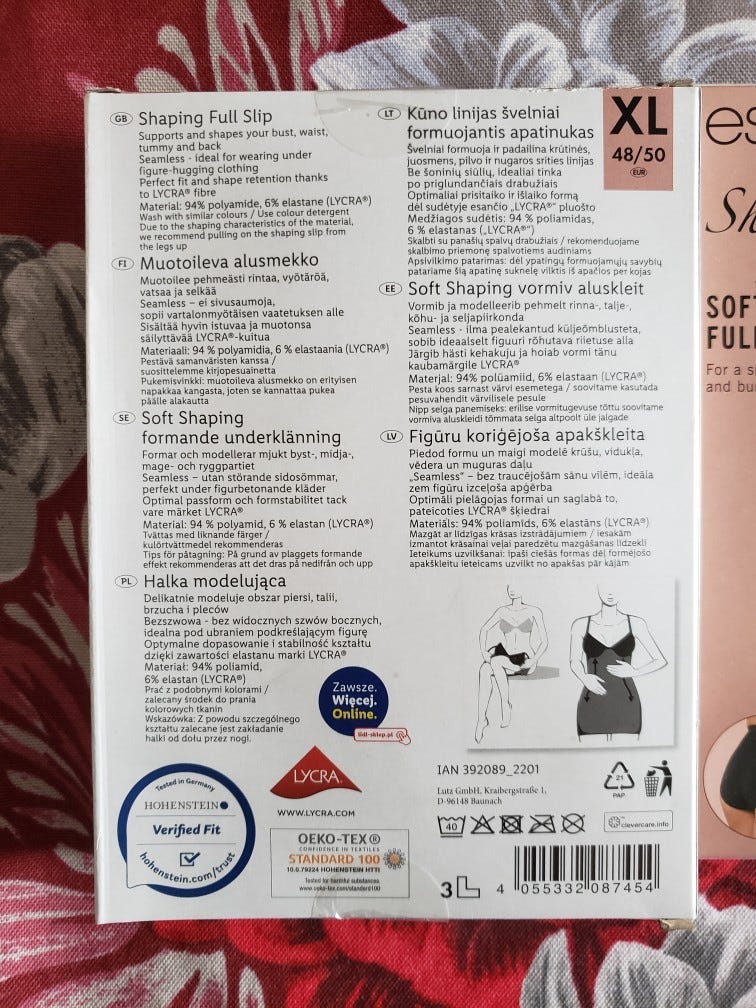 GB Shaping Full Slip
Supports and shapes your bust, waist,
tummy and back
Seamless - ideal for wearing under
figure-hugging clothing
Perfect fit and shape retention thanks
to LYCRA® fibre
Material: 94% polyamide, 6% elastane (LYCRA®)
Wash with similar colours / Use colour detergent
Due to the shaping characteristics of the material,
we recommend pulling on the shaping slip from
the legs up
FI Muotoileva alusmekko
Muotoilee pehmeästi rintaa, vyötäröä,
vatsaa ja selkää
Seamless – ei sivusaumoja,
sopii vartalonmyötäisen vaatetuksen alle
Sisältää hyvin istuvaa ja muotonsa
säilyttävää LYCRA®-kuitua
Materiaali: 94 % polyamidia, 6 % elastaania (LYCRA®)
Pestävä samanväristen kanssa /
suosittelemme kirjopesuainetta
Pukemisvinkki: muotoileva alusmekko on erityisen
napakkaa kangasta, joten se kannattaa pukea
päälle alakautta
SE Soft Shaping
formande underklänning
Formar och modellerar mjukt byst-, midja-,
mage- och ryggpartiet
Seamless – utan störande sidosömmar,
perfekt under figurbetonande kläder
Optimal passform och formstabilitet tack
vare märket LYCRA®
Material: 94 % polyamid, 6 % elastan (LYCRA®)
Tvättas med liknande färger /
kulörtvättmedel rekommenderas
Tips för påtagning: På grund av plaggets formande
effekt rekommenderas att det dras på nedifrån och upp
PL Halka modelująca
Delikatnie modeluje obszar piersi, talii,
brzucha i pleców
Bezszwowa - bez widocznych szwów bocznych,
idealna pod ubraniem podkreślającym figurę
Optymalne dopasowanie i stabilność kształtu
dzięki zawartości elastanu marki LYCRA®
Materiał: 94% poliamid,
6% elastan (LYCRA®)
Prać z podobnymi kolorami /
zalecany środek do prania
kolorowych tkanin
Wskazówka: Z powodu szczególnego
kształtu zalecane jest zakładanie
halki od dołu przez nogi.
Zawsze.
Więcej.
Online.
lidl-sklep.pl
LT Kūno linijas švelniai
formuojantis apatinukas
Švelniai formuoja ir padailina krūtinės,
juosmens, pilvo ir nugaros srities linijas
Be šoninių siūlių, idealiai tinka
po priglundančiais drabužiais
Optimaliai prisitaiko ir išlaiko formą
dėl sudėtyje esančio „LYCRA®“ pluošto
Medžiagos sudėtis: 94 % poliamidas,
6 % elastanas („LYCRA®“)
Skalbti su panašių spalvų drabužiais / rekomenduojame
skalbimo priemonę spalvotiems audiniams
Apsivilkimo patarimas: dėl ypatingų formuojamųjų savybių
patariame šią apatinę suknelę vilktis iš apačios per kojas
XL
48/50
EUR
EE Soft Shaping vormiv aluskleit
Vormib ja modelleerib pehmelt rinna-, talje-,
kõhu- ja seljapiirkonda
Seamless - ilma pealekantud küljeõmblusteta,
sobib ideaalselt figuuri rõhutava riietuse alla
Järgib hästi kehakuju ja hoiab vormi tänu
kaubamärgile LYCRA®
Materjal: 94% polüamiid, 6% elastaan (LYCRA®)
Pesta koos sarnast värvi esemetega / soovitame kasutada
pesuvahendit värvilisele pesule
Nipp selga panemiseks: erilise vormitugevuse tõttu soovitame
vormiva aluskleidi tõmmata selga altpoolt üle jalgade
LV Figūru koriģējoša apakškleita
Piedod formu un maigi modelē krūšu, vidukļa,
vēdera un muguras daļu
„Seamless“ – bez traucējošām sānu vīlēm, ideāla
zem figūru izceļoša apģērba
Optimāli pielāgojas formai un saglabā to,
pateicoties LYCRA® šķiedrai
Materiāls: 94% poliamīds, 6% elastāns (LYCRA®)
Mazgāt ar līdzīgas krāsas izstrādājumiem / iesakām
izmantot krāsainai veļai paredzētu mazgāšanas līdzekli
Ieteikums uzvilkšanai: īpaši ciešās formas dēļ formējošo
apakškleitu ieteicams uzvilkt no apakšas pār kājām
Tested in Germany
HOHENSTEIN
Verified Fit
hohenstein.com/trust
LYCRA.
WWW.LYCRA.COM
OEKO-TEX®
CONFIDENCE IN TEXTILES
STANDARD 100
10.0.79224 HOHENSTEIN HTTI
Tested for harmful substances.
www.oeko-tex.com/standard100
IAN 392089_2201
Luta GmbH, Kraibergstraße 1,
D-96148 Baunach
21
PAP
40
clevercare.info
3 L
4 055332 087454
es
Sh
SOF
FULL
For a s
and bu